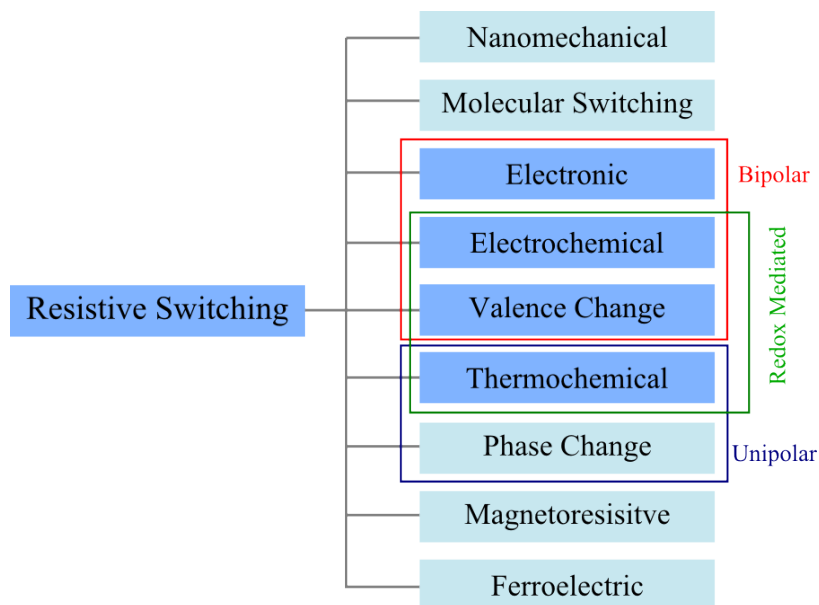 Nanomechanical
Molecular Switching
Electronic
Bipolar
Electrochemical
Redox Mediated
Resistive Switching
Valence Change
Thermochemical
Phase Change
Unipolar
Magnetoresisitve
Ferroelectric